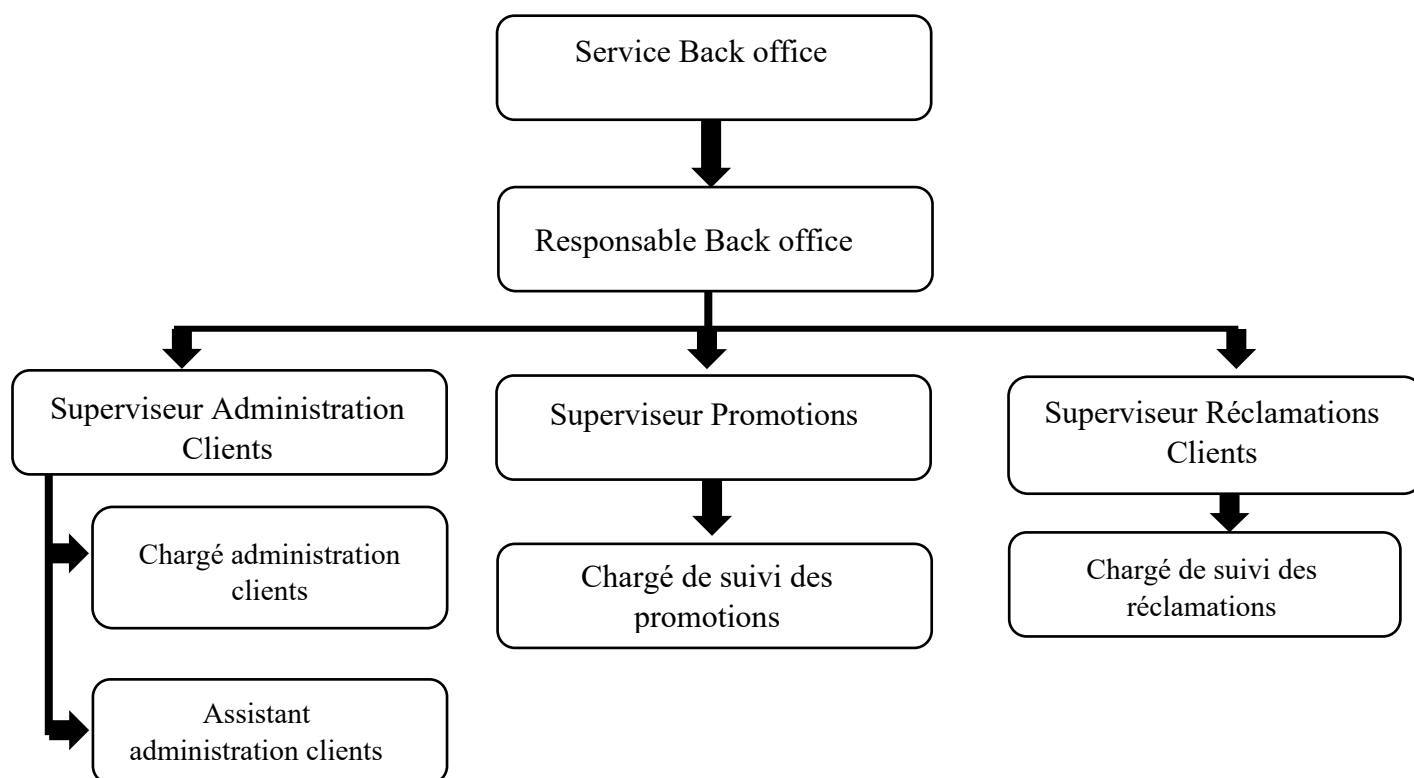 Service Back office
Responsable Back office
Superviseur Administration
Clients
Superviseur Promotions
Superviseur Réclamations
Clients
Chargé administration
clients
Chargé de suivi des
promotions
Chargé de suivi des
réclamations
Assistant
administration clients